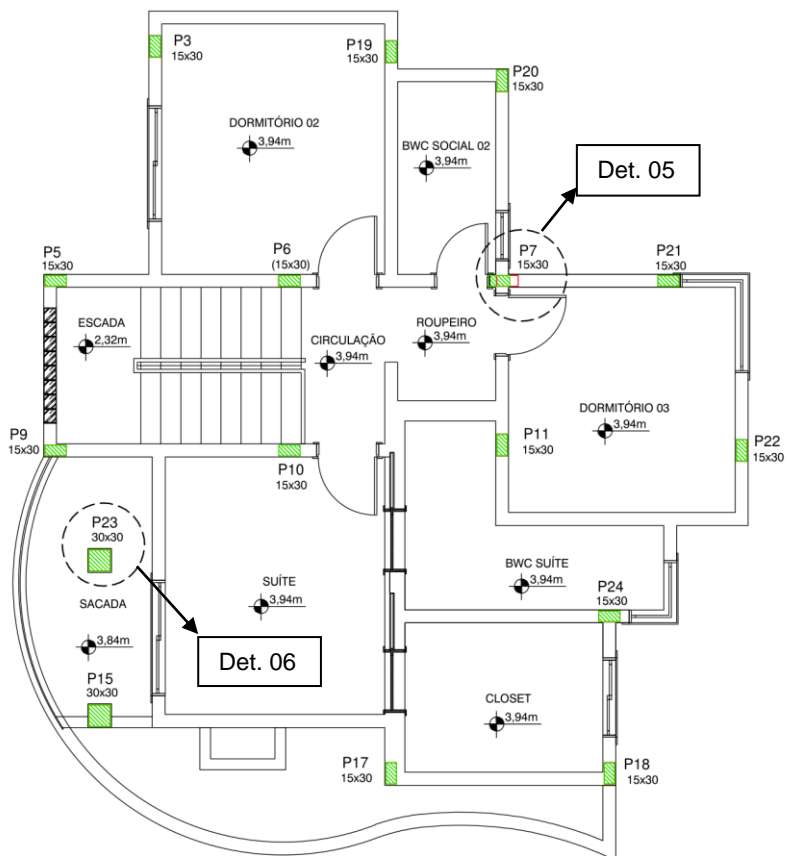 P3
15x30
P19
15x30
P20
15x30
DORMITÓRIO 02
3,94m
BWC SOCIAL 02
3,94m
Det. 05
P5
15x30
P6
(15x30)
P7
15x30
P21
15x30
ESCADA
2,32m
CIRCULAÇÃO
3,94m
ROUPEIRO
3,94m
DORMITÓRIO 03
3,94m
P9
15x30
P10
15x30
P11
15x30
P22
15x30
P23
30x30
SACADA
3,84m
SUÍTE
3,94m
BWC SUÍTE
3,94m
P24
15x30
Det. 06
P15
30x30
CLOSET
3,94m
P17
15x30
P18
15x30